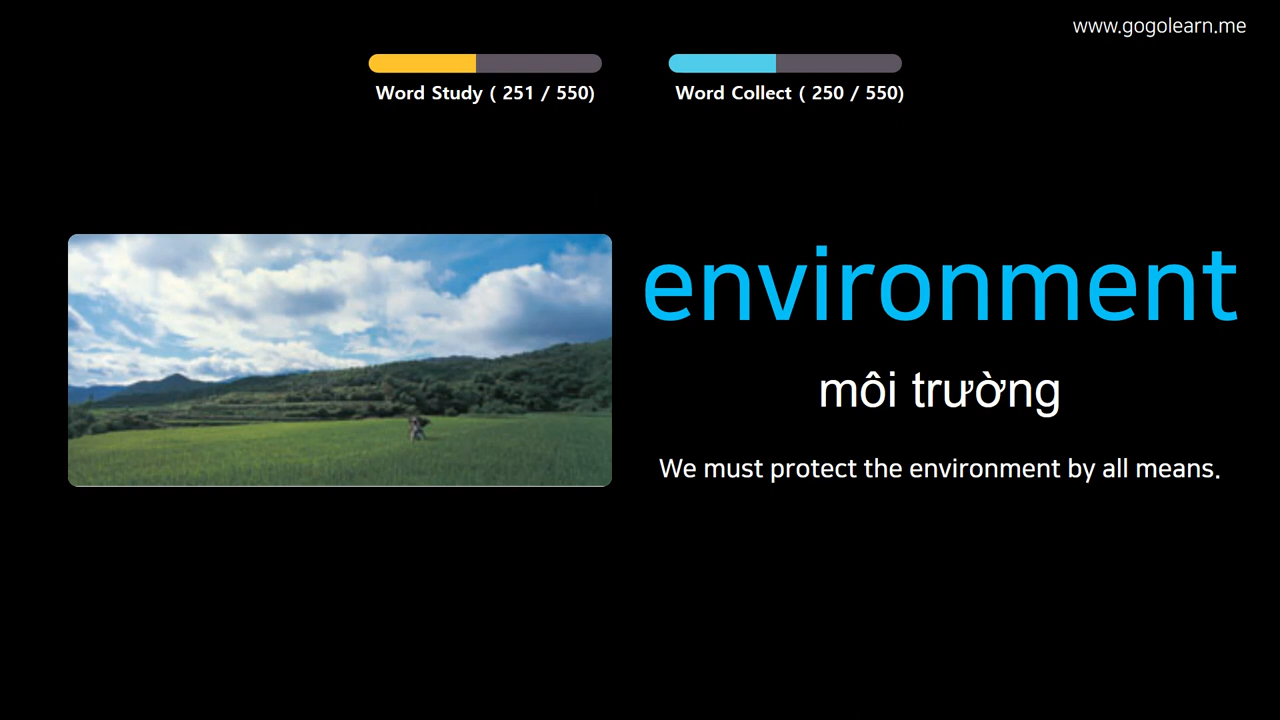 www.gogolearn.me
Word Study ( 251 / 550)
Word Collect ( 250 / 550)
environment
môi trường
We must protect the environment by all means.